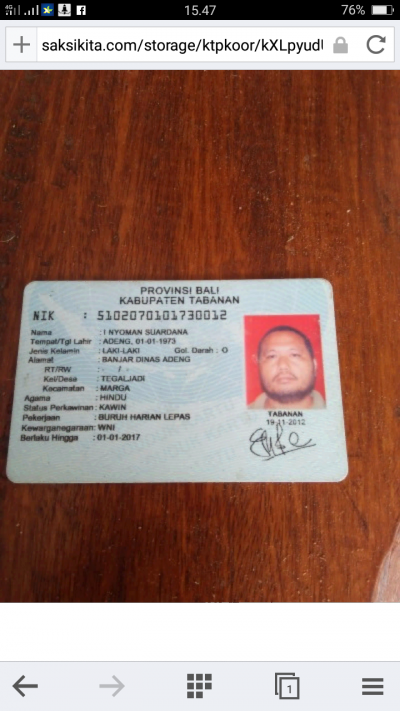 4G
15.47
76%
saksikita.com/storage/ktpkoor/kXLpyudU
PROVINSI BALI
KABUPATEN TABANAN
NIK : 5102070101730012
Nama : I NYOMAN SUARDANA
Tempat/Tgl Lahir : ADENG, 01-01-1973
Jenis Kelamin : LAKI-LAKI Gol. Darah : O
Alamat : BANJAR DINAS ADENG
RT/RW : - / -
Kel/Desa : TEGALJADI
Kecamatan : MARGA
Agama : HINDU
Status Perkawinan : KAWIN
Pekerjaan : BURUH HARIAN LEPAS
Kewarganegaraan: WNI
Berlaku Hingga : 01-01-2017
TABANAN
19-11-2012
1